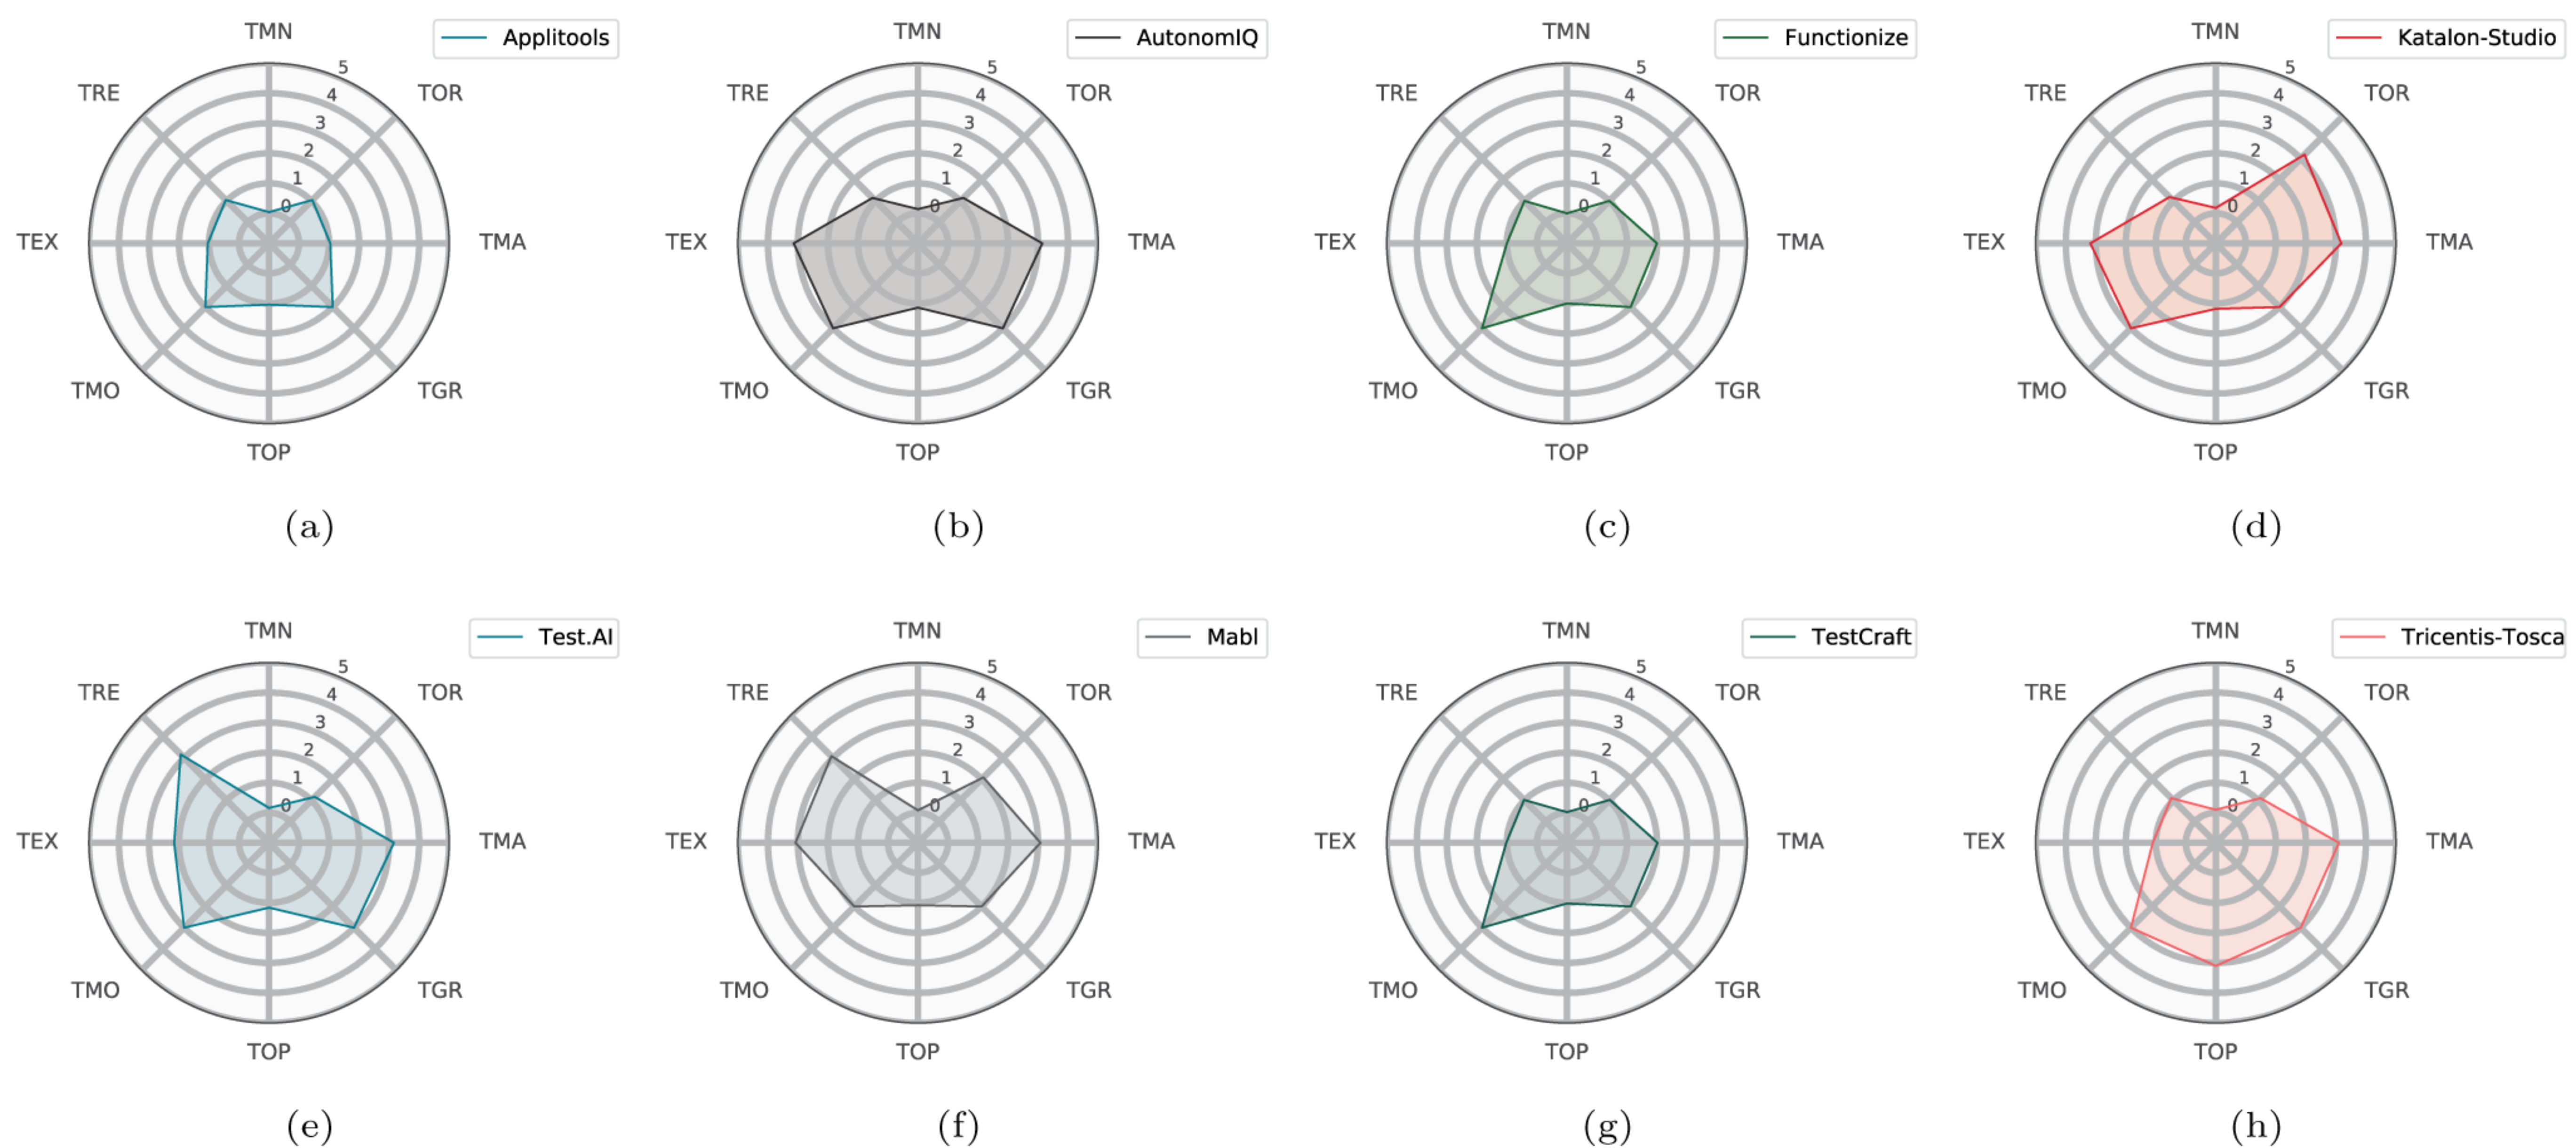 TMN
Applitools
TRE
5
4
3
2
1
0
TOR
TEX
TMA
TMO
TGR
TOP
(a)
TMN
AutonomIQ
TRE
5
4
3
2
1
0
TOR
TEX
TMA
TMO
TGR
TOP
(b)
TMN
Functionize
TRE
5
4
3
2
1
0
TOR
TEX
TMA
TMO
TGR
TOP
(c)
TMN
Katalon-Studio
TRE
5
4
3
2
1
0
TOR
TEX
TMA
TMO
TGR
TOP
(d)
TMN
Test.AI
TRE
5
4
3
2
1
0
TOR
TEX
TMA
TMO
TGR
TOP
(e)
TMN
Mabl
TRE
5
4
3
2
1
0
TOR
TEX
TMA
TMO
TGR
TOP
(f)
TMN
TestCraft
TRE
5
4
3
2
1
0
TOR
TEX
TMA
TMO
TGR
TOP
(g)
TMN
Tricentis-Tosca
TRE
5
4
3
2
1
0
TOR
TEX
TMA
TMO
TGR
TOP
(h)